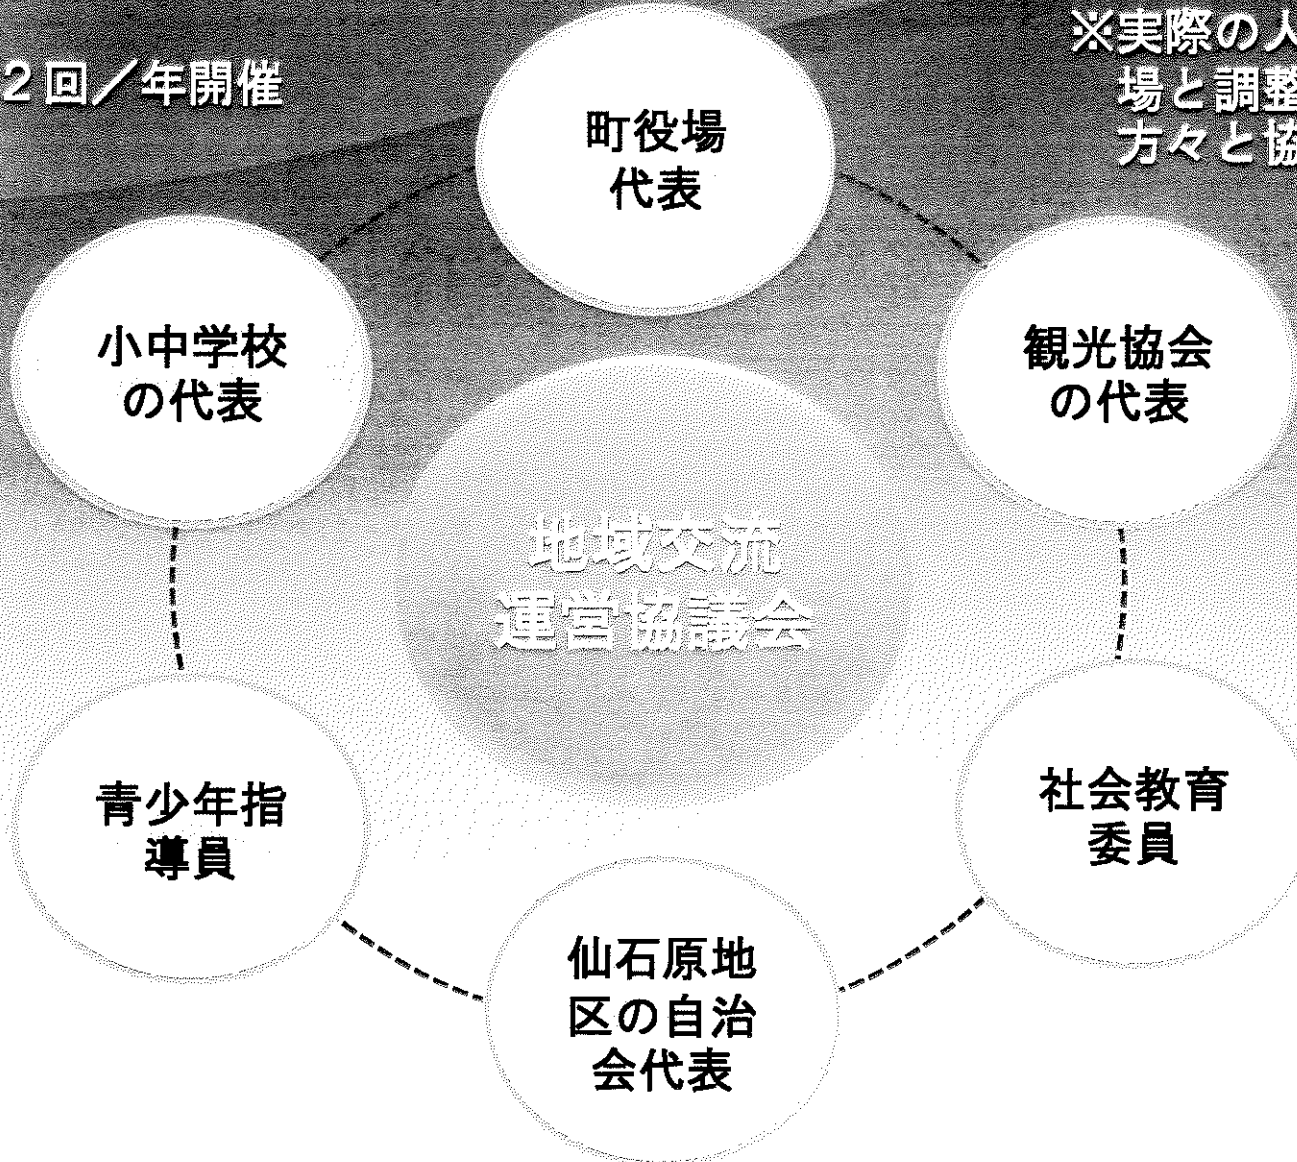 2回／年開催
※実際の人
場と調整
方々と協
町役場
代表
小中学校
の代表
観光協会
の代表
地域交流
運営協議会
青少年指
導員
社会教育
委員
仙石原地
区の自治
会代表